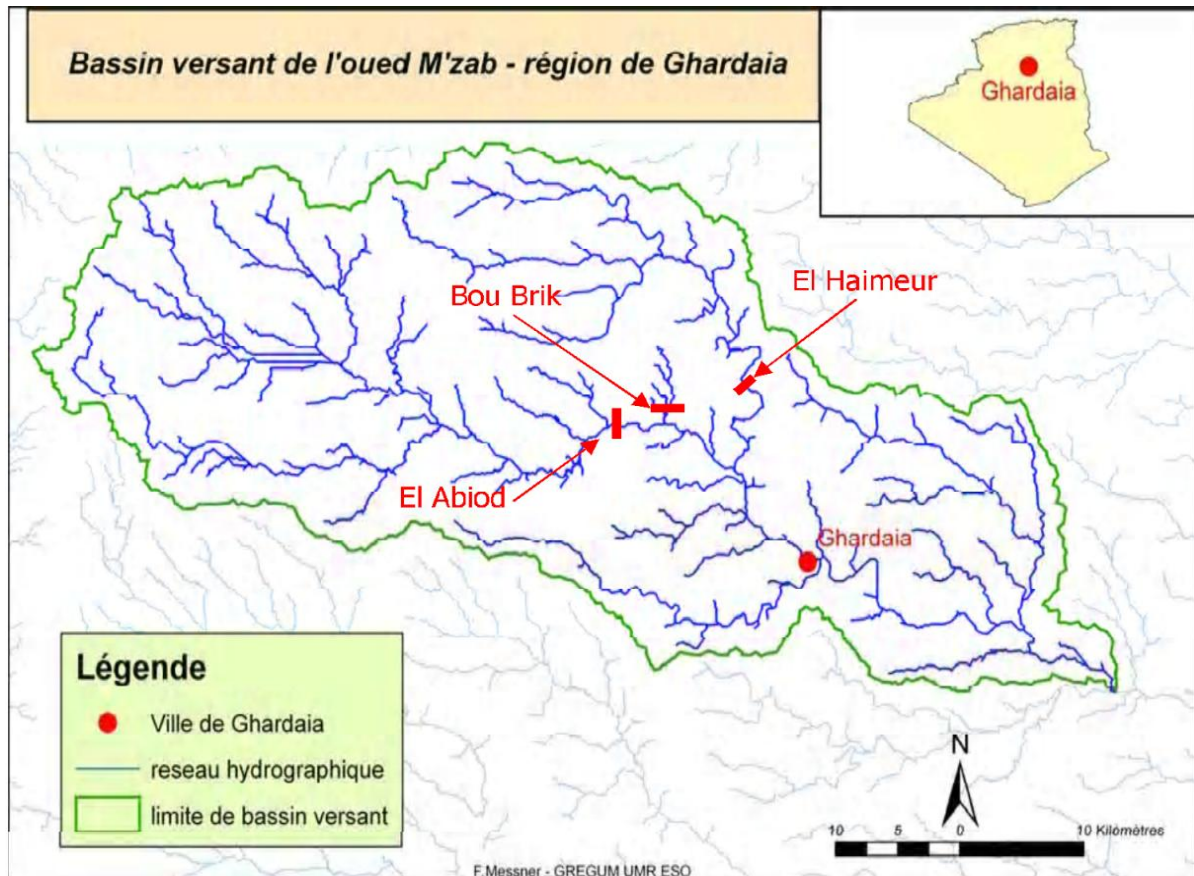 Bassin versant de l'oued M'zab - région de Ghardaia
Ghardaia
El Haimeur
Bou Brik
El Abiod
Ghardaia
Légende
Ville de Ghardaia
reseau hydrographique
limite de bassin versant
N
10 5 0 10 Kilomètres
F.Messner - GREGUM UMR ESO